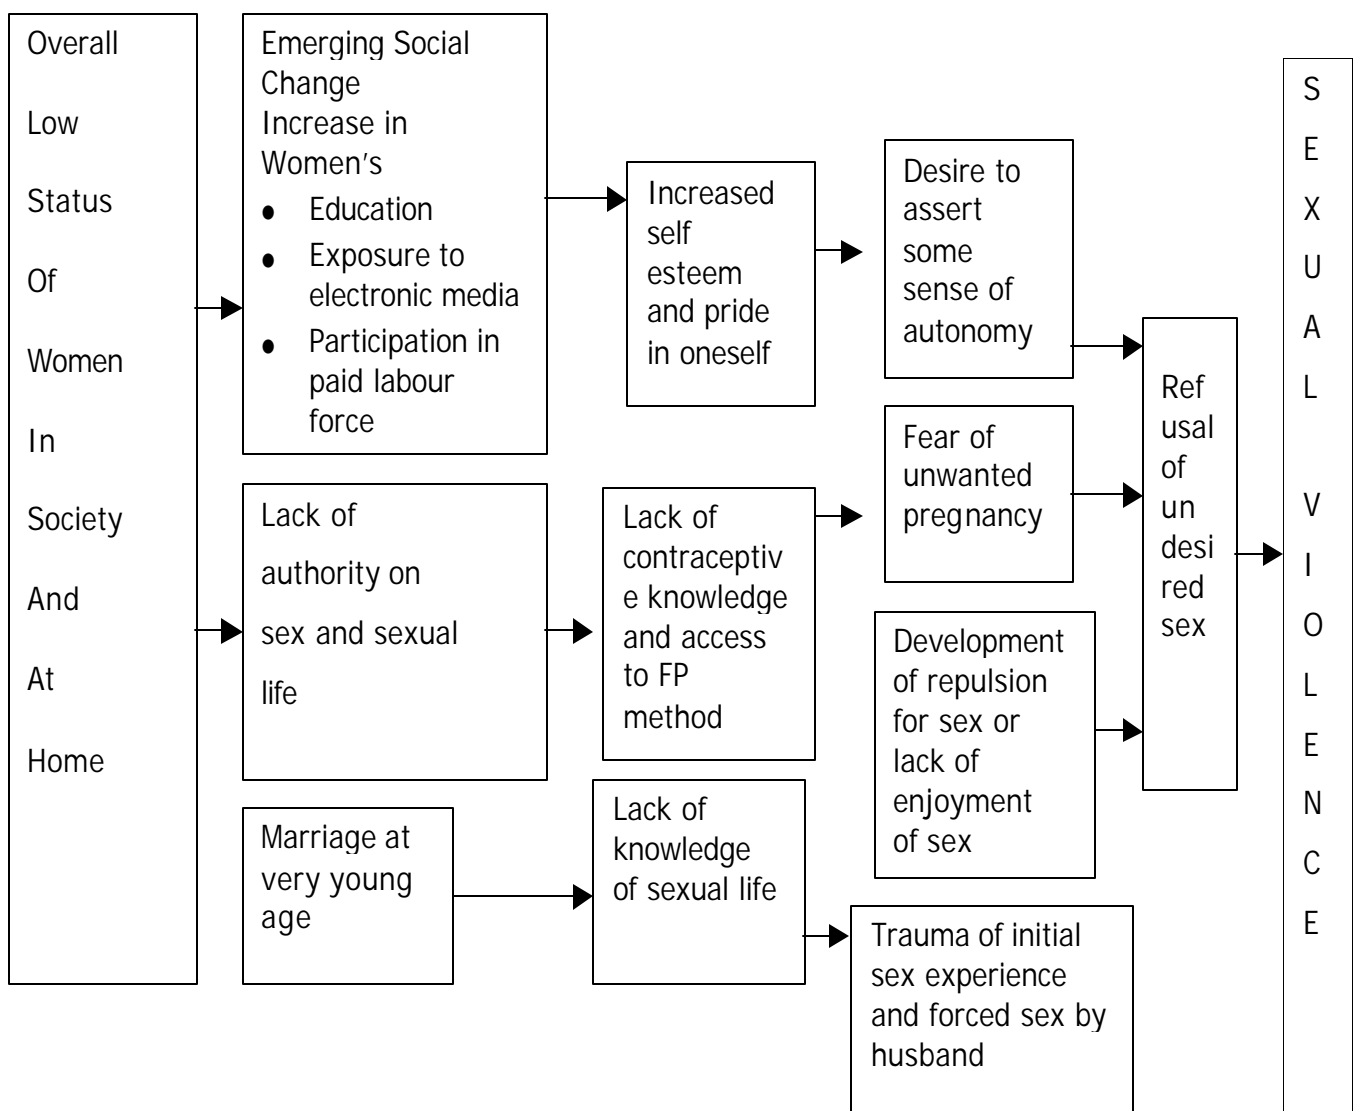 Overall
Low
Status
Of
Women
In
Society
And
At
Home
Emerging Social
Change
Increase in
Women's
● Education
● Exposure to
electronic media
● Participation in
paid labour
force
Lack of
authority on
sex and sexual
life
Marriage at
very young
age
Increased
self
esteem
and pride
in oneself
Lack of
contraceptiv
e knowledge
and access
to FP
method
Lack of
knowledge
of sexual life
Desire to
assert
some
sense of
autonomy
Fear of
unwanted
pregnancy
Development
of repulsion
for sex or
lack of
enjoyment
of sex
Trauma of initial
sex experience
and forced sex by
husband
Ref
usal
of
un
desi
red
sex
S
E
X
U
A
L
V
I
O
L
E
N
C
E